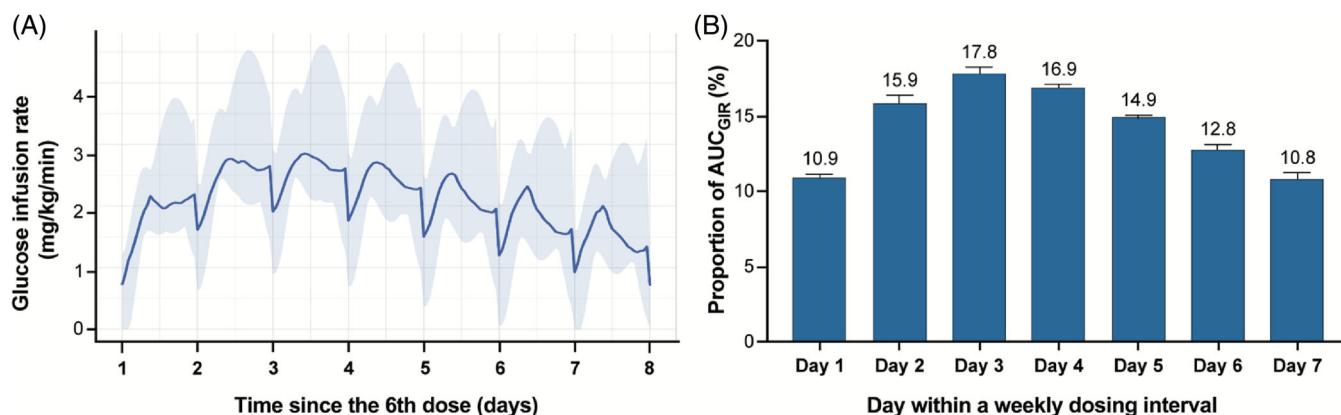 (A)
Glucose infusion rate
(mg/kg/min)
4
3
2
1
0
1 2 3 4 5 6 7 8
Time since the 6th dose (days)
(B)
Proportion of AUCGIR (%)
20
15
10
5
0
10.9 15.9 17.8 16.9 14.9 12.8 10.8
Day 1 Day 2 Day 3 Day 4 Day 5 Day 6 Day 7
Day within a weekly dosing interval